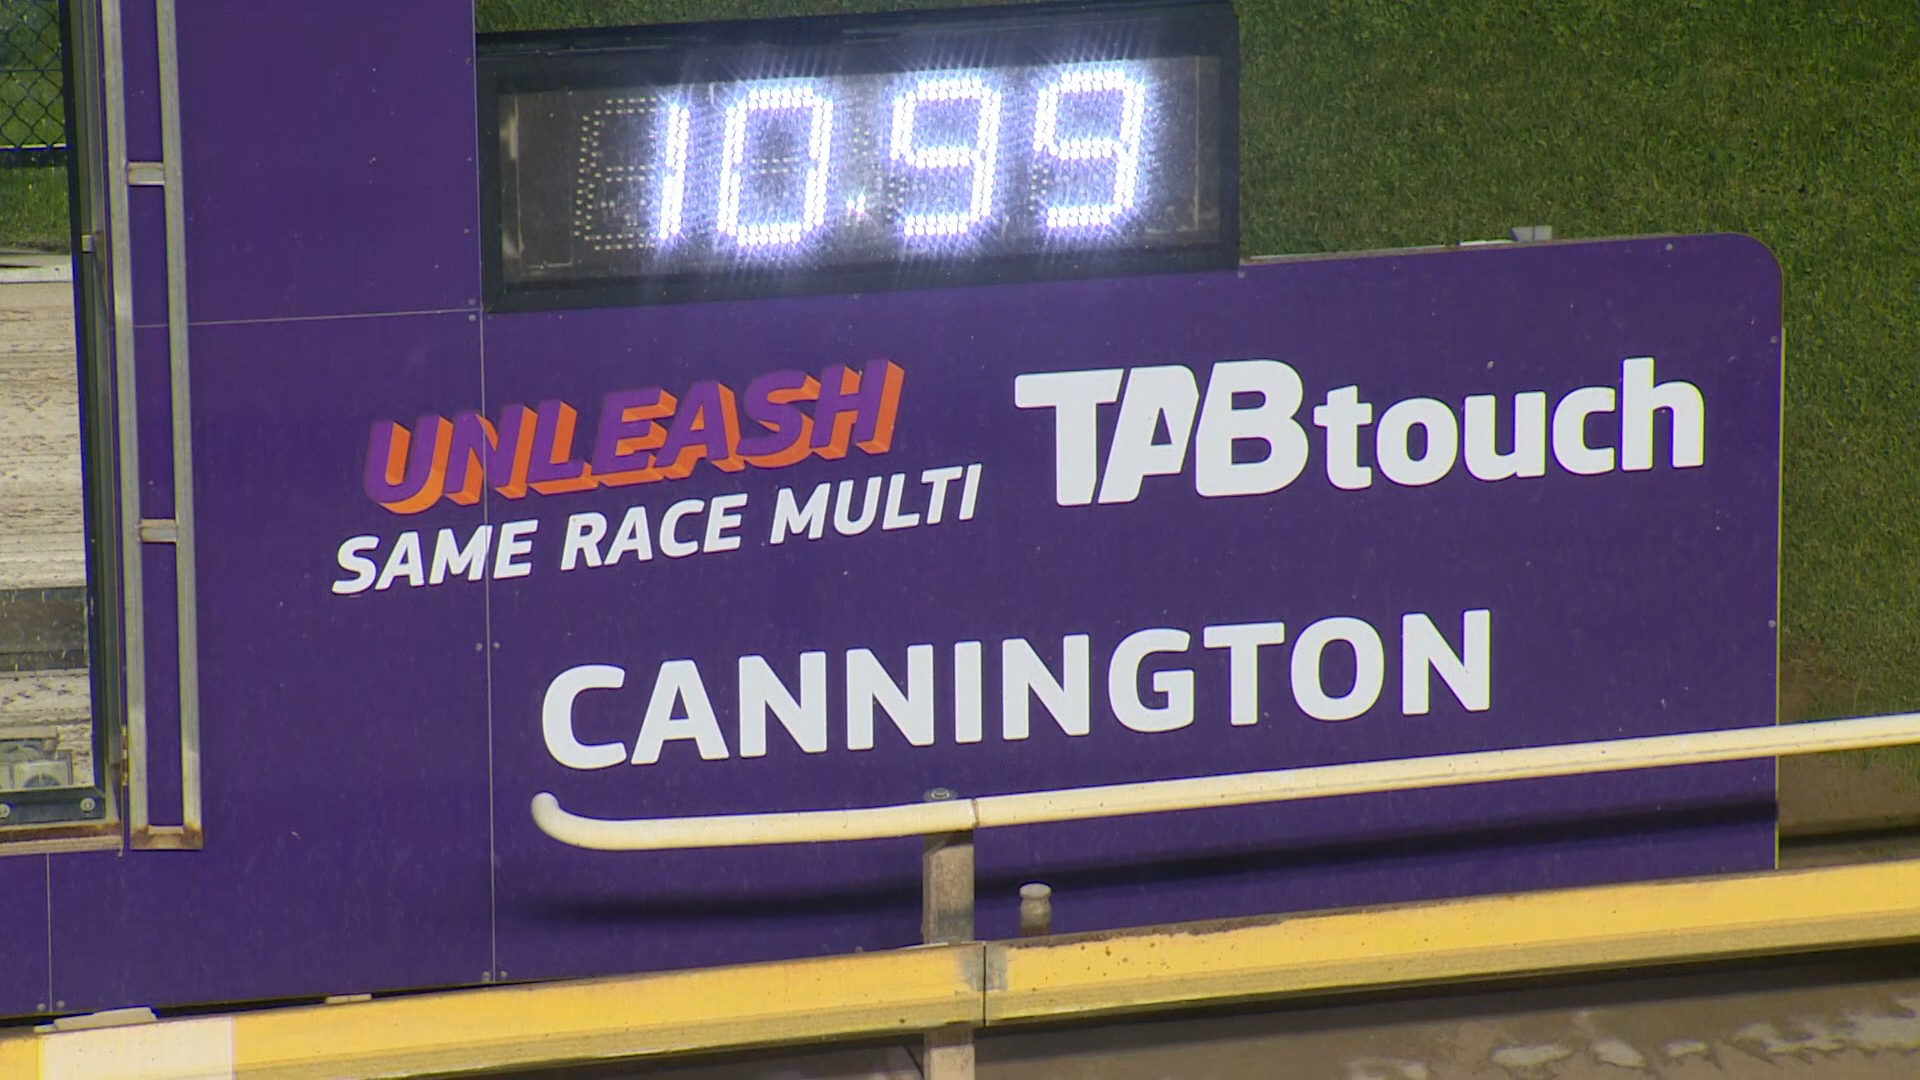 10.99
UNLEASH
SAME RACE MULTI
TABtouch
CANNINGTON